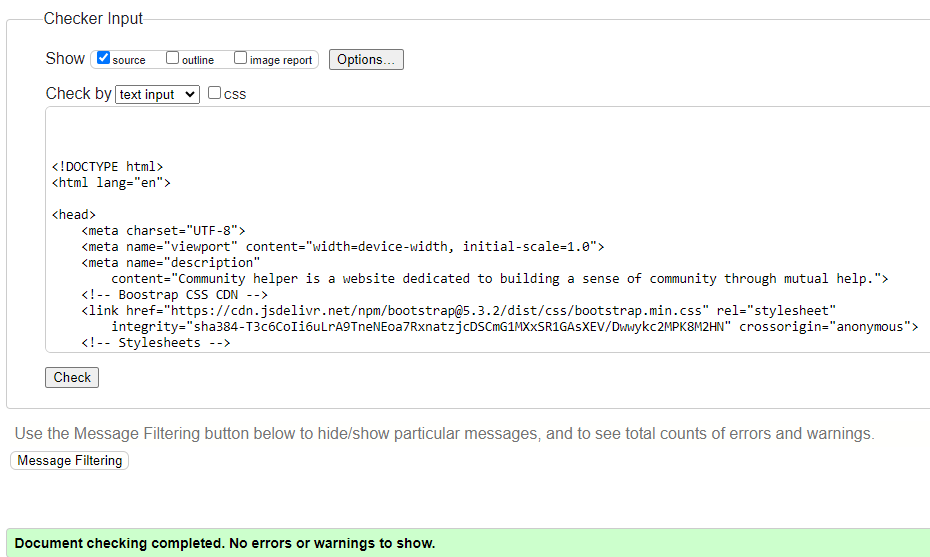 Checker Input
Show source outline image report Options...
Check by text input css
<!DOCTYPE html>
<html lang="en">
<head>
    <meta charset="UTF-8">
    <meta name="viewport" content="width=device-width, initial-scale=1.0">
    <meta name="description"
        content="Community helper is a website dedicated to building a sense of community through mutual help.">
    <!-- Boostrap CSS CDN -->
    <link href="https://cdn.jsdelivr.net/npm/bootstrap@5.3.2/dist/css/bootstrap.min.css" rel="stylesheet"
        integrity="sha384-T3c6CoIi6uLrA9TneNEoa7RxnatzjcDSCmG1MXxSR1GAsXEV/Dwwykc2MPK8M2HN" crossorigin="anonymous">
    <!-- Stylesheets -->
Check
Use the Message Filtering button below to hide/show particular messages, and to see total counts of errors and warnings.
Message Filtering
Document checking completed. No errors or warnings to show.